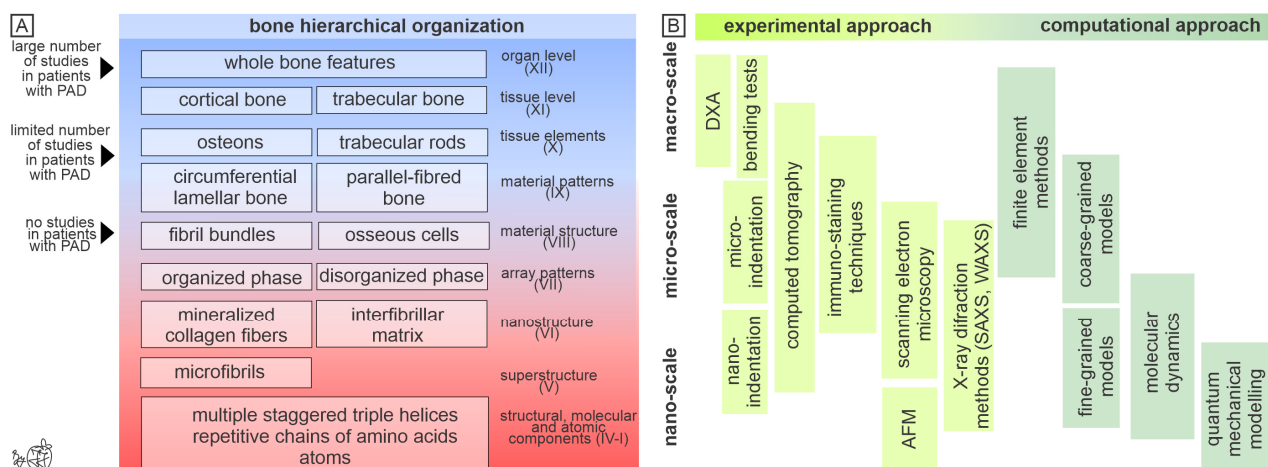 A
bone hierarchical organization
large number
of studies
in patients
with PAD
limited number
of studies
in patients
with PAD
no studies
in patients
with PAD
whole bone features
organ level
(XII)
cortical bone
trabecular bone
tissue level
(XI)
osteons
trabecular rods
tissue elements
(X)
circumferential
lamellar bone
parallel-fibred
bone
material patterns
(IX)
fibril bundles
osseous cells
material structure
(VIII)
organized phase
disorganized phase
array patterns
(VII)
mineralized
collagen fibers
interfibrillar
matrix
nanostructure
(VI)
microfibrils
superstructure
(V)
multiple staggered triple helices
repetitive chains of amino acids
atoms
structural, molecular
and atomic
components (IV-I)
B
experimental approach
computational approach
macro-scale
micro-scale
nano-scale
DXA
bending tests
micro-
indentation
nano-
indentation
computed tomography
immuno-staining
techniques
scanning electron
microscopy
AFM
X-ray difraction
methods (SAXS, WAXS)
finite element
methods
coarse-grained
models
fine-grained
models
molecular
dynamics
quantum
mechanical
modelling